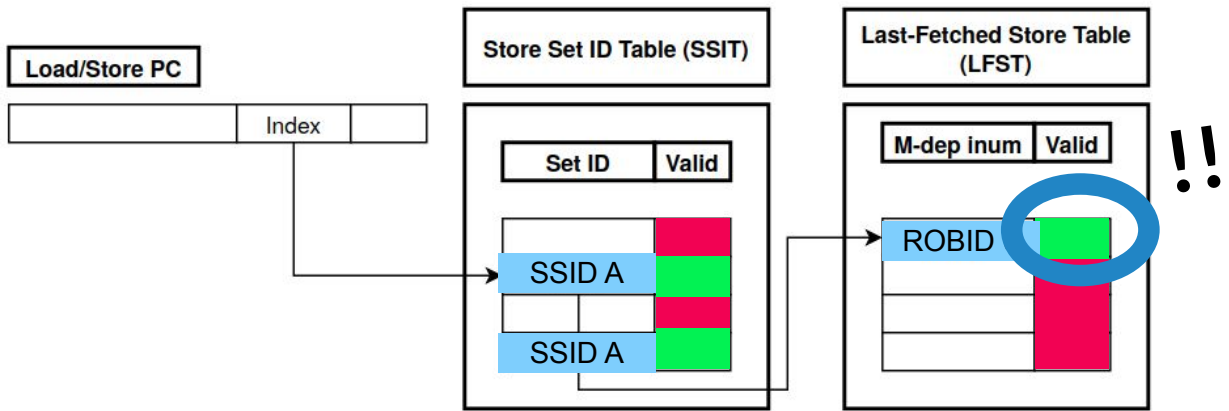 Load/Store PC
Index
Store Set ID Table (SSIT)
Set ID
Valid
SSID A
SSID A
Last-Fetched Store Table
(LFST)
M-dep inum
Valid
ROBID
!!